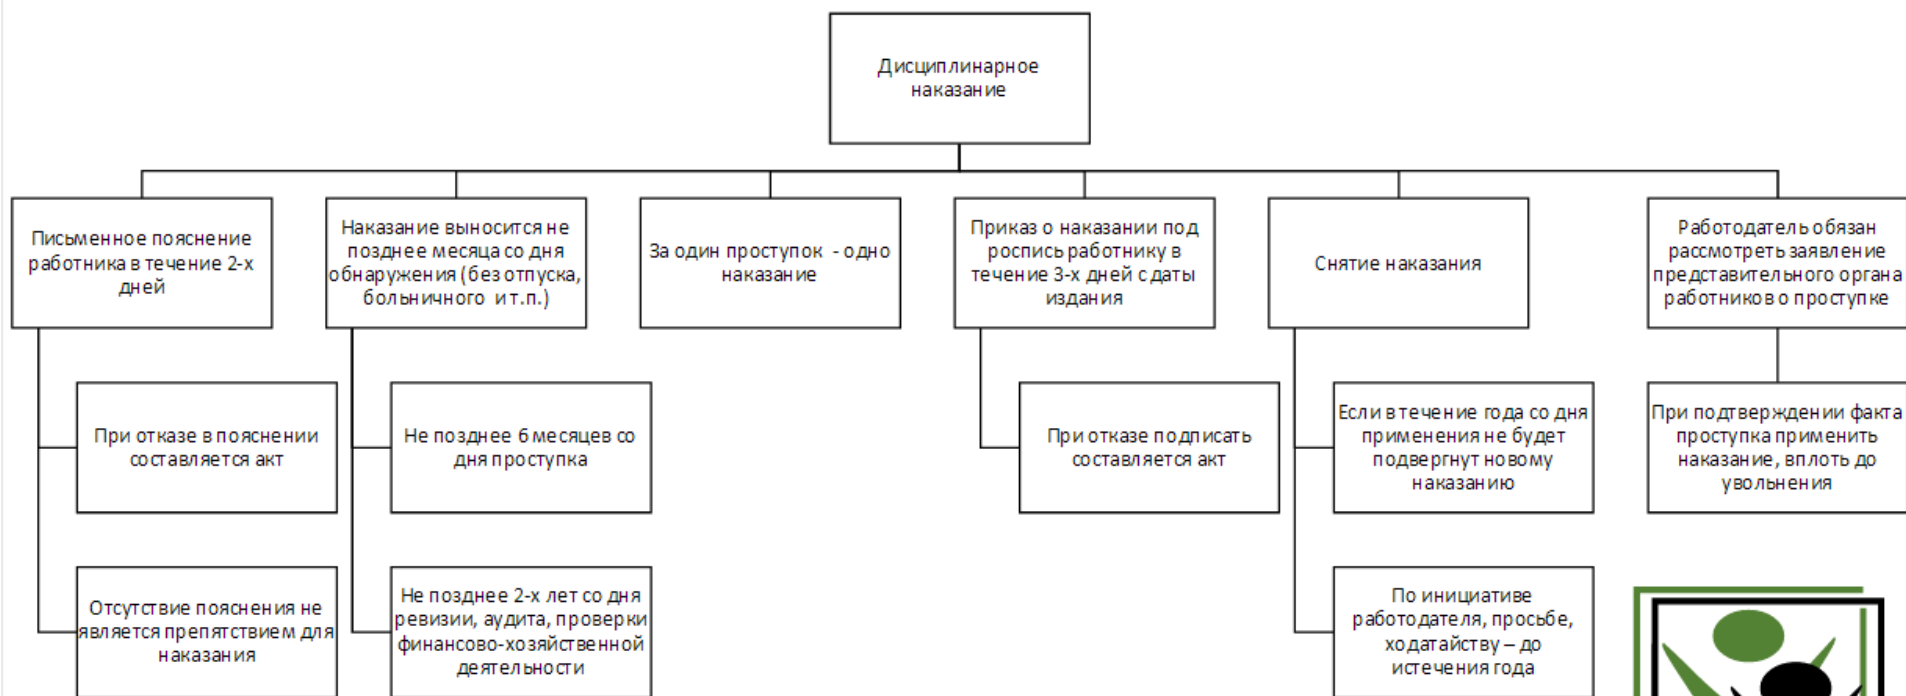 Дисциплинарное
наказание
Письменное пояснение
работника в течение 2-х
дней
Наказание выносится не
позднее месяца со дня
обнаружения (без отпуска,
больничного и т.п.)
За один проступок - одно
наказание
Приказ о наказании под
роспись работнику в
течение 3-х дней с даты
издания
Снятие наказания
Работодатель обязан
рассмотреть заявление
представительного органа
работников о проступке
При отказе в пояснении
составляется акт
Не позднее 6 месяцев со
дня проступка
При отказе подписать
составляется акт
Если в течение года со дня
применения не будет
подвергнут новому
наказанию
При подтверждении факта
проступка применить
наказание, вплоть до
увольнения
Отсутствие пояснения не
является препятствием для
наказания
Не позднее 2-х лет со дня
ревизии, аудита, проверки
финансово-хозяйственной
деятельности
По инициативе
работодателя, просьбе,
ходатайству – до
истечения года